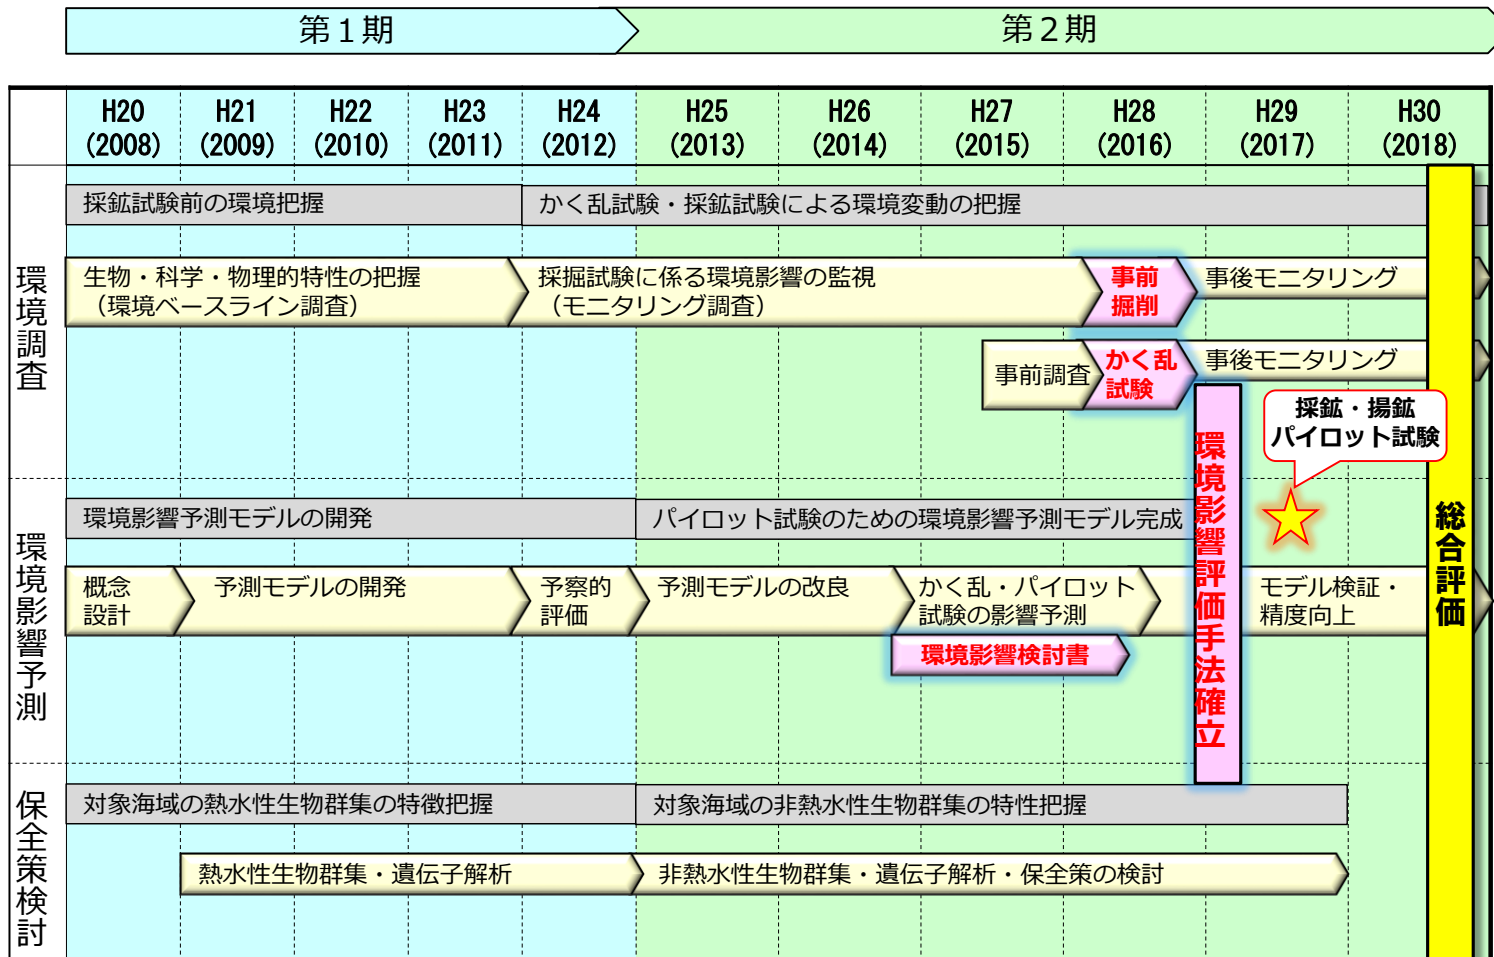 第1期
第2期
H20
(2008)
H21
(2009)
H22
(2010)
H23
(2011)
H24
(2012)
H25
(2013)
H26
(2014)
H27
(2015)
H28
(2016)
H29
(2017)
H30
(2018)
環境調査
採鉱試験前の環境把握
かく乱試験・採鉱試験による環境変動の把握
生物・科学・物理的特性の把握
(環境ベースライン調査)
採掘試験に係る環境影響の監視
(モニタリング調査)
事前
掘削
事後モニタリング
事前調査
かく乱
試験
事後モニタリング
採鉱・揚鉱
パイロット試験
環境影響評価手法確立
総合評価
環境影響予測
環境影響予測モデルの開発
パイロット試験のための環境影響予測モデル完成
概念
設計
予測モデルの開発
予察的
評価
予測モデルの改良
かく乱・パイロット
試験の影響予測
モデル検証・
精度向上
環境影響検討書
保全策検討
対象海域の熱水性生物群集の特徴把握
対象海域の非熱水性生物群集の特性把握
熱水性生物群集・遺伝子解析
非熱水性生物群集・遺伝子解析・保全策の検討